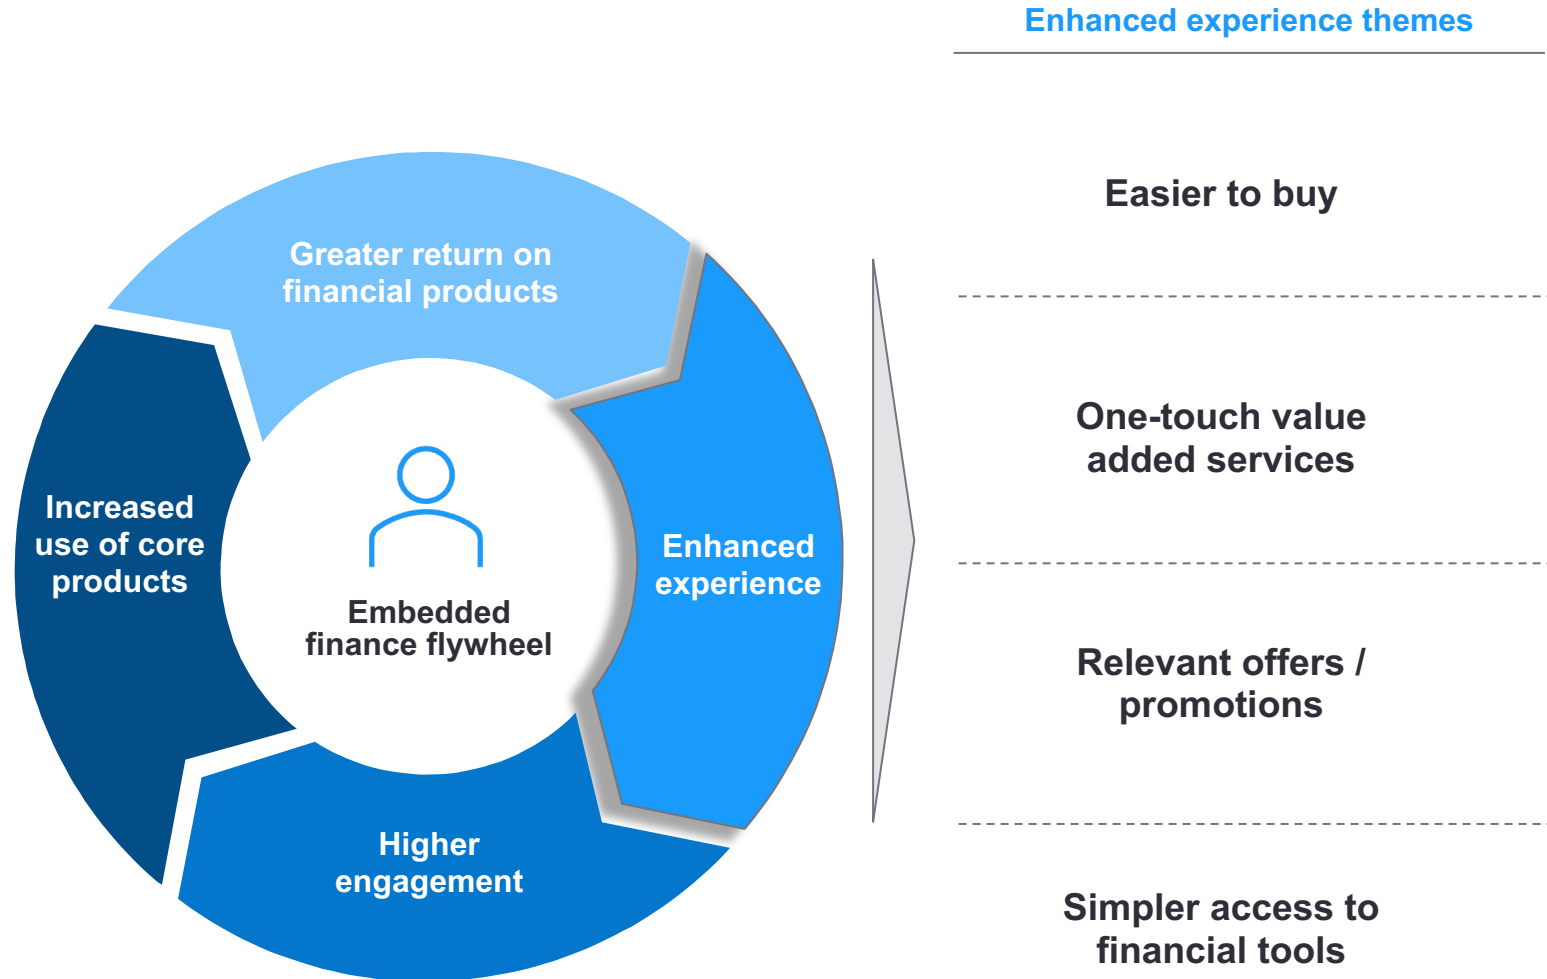 Enhanced experience themes
Greater return on
financial products
Enhanced
experience
Higher
engagement
Increased
use of core
products
Embedded
finance flywheel
Easier to buy
One-touch value
added services
Relevant offers /
promotions
Simpler access to
financial tools